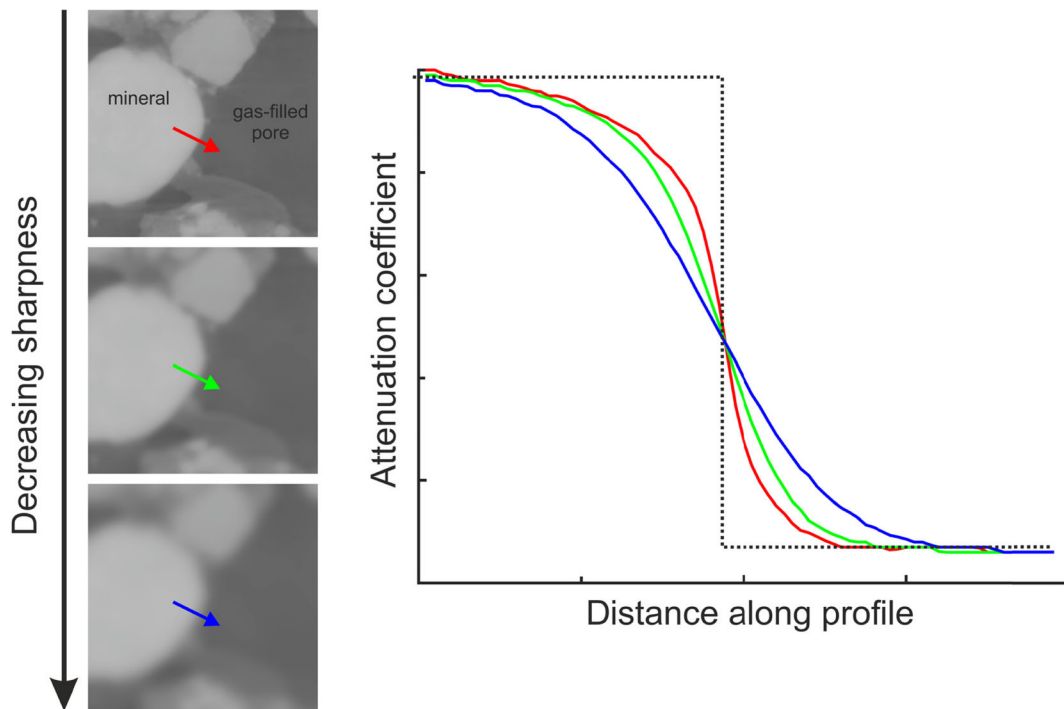 Decreasing sharpness
mineral
gas-filled
pore
Attenuation coefficient
Distance along profile